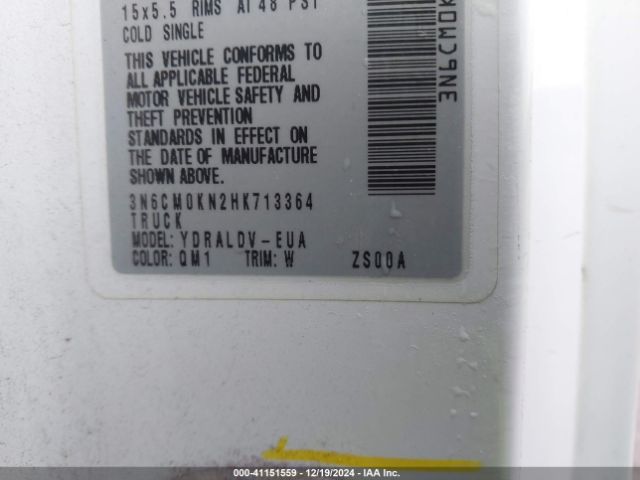 15x5.5 RIMS AT 48 PSI
COLD SINGLE
THIS VEHICLE CONFORMS TO
ALL APPLICABLE FEDERAL
MOTOR VEHICLE SAFETY AND
THEFT PREVENTION
STANDARDS IN EFFECT ON
THE DATE OF MANUFACTURE
SHOWN ABOVE.
3N6CM0KN2HK713364
TRUCK
MODEL: YDRALDV-EUA
COLOR: QM1 TRIM: W ZS00A
3N6CM0K
000-41151559 — 12/19/2024 — IAA Inc.